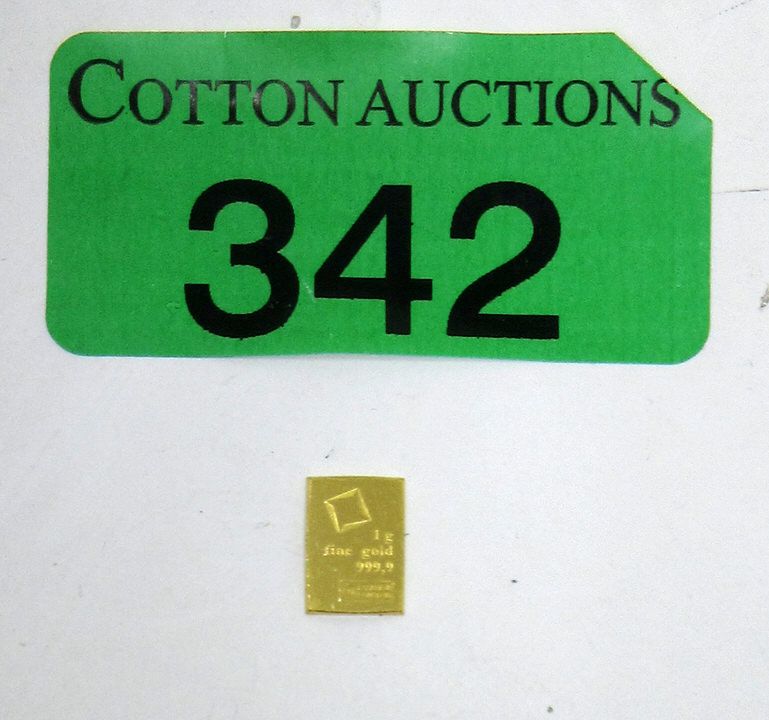 COTTON AUCTIONS
342
1 g
fine gold
999,9